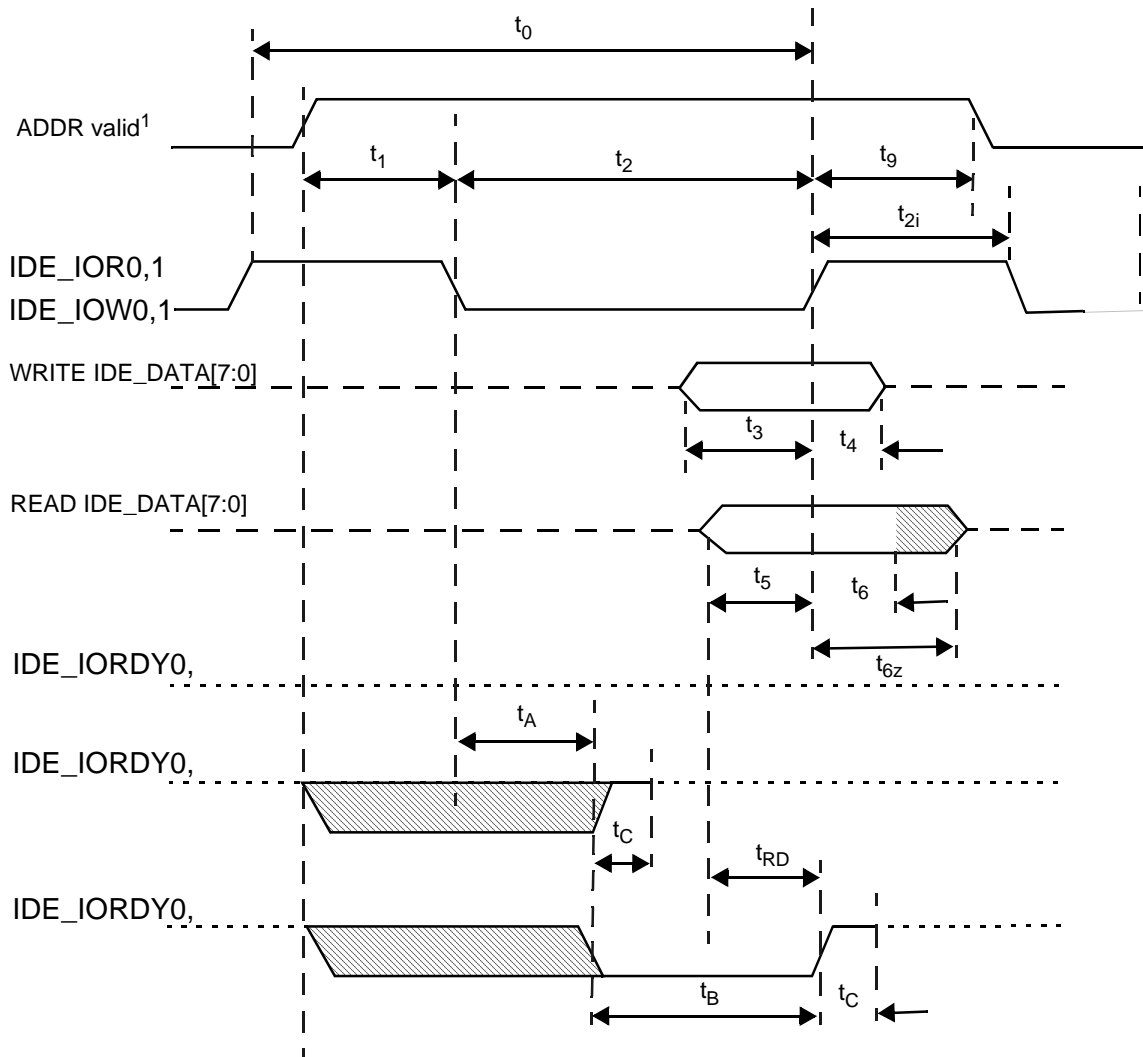 t0
ADDR valid1
t1
t2
t9
t2i
IDE_IOR0,1
IDE_IOW0,1
WRITE IDE_DATA[7:0]
t3
t4
READ IDE_DATA[7:0]
t5
t6
t6z
IDE_IORDY0,
tA
IDE_IORDY0,
tC
tRD
IDE_IORDY0,
tB
tC